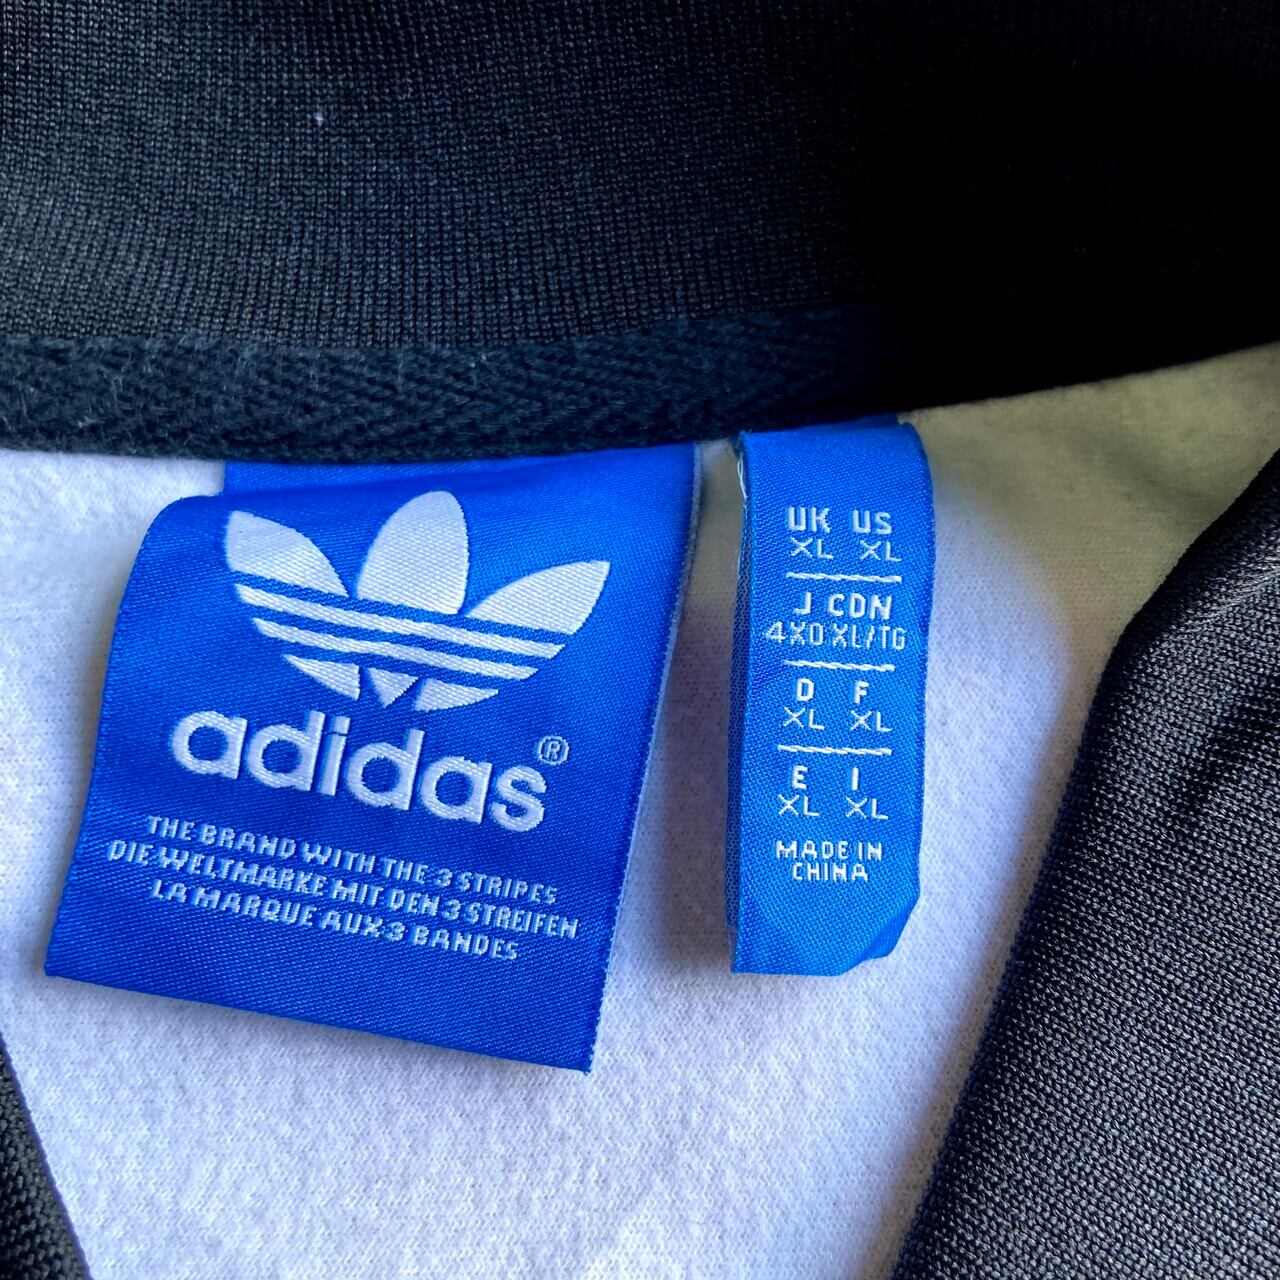 adidas®
THE BRAND WITH THE 3 STRIPES
DIE WELTMARKE MIT DEN 3 STREIFEN
LA MARQUE AUX 3 BANDES
UK US
XL XL
J CDN
4XO XL/TG
D F
XL XL
E I
XL XL
MADE IN
CHINA